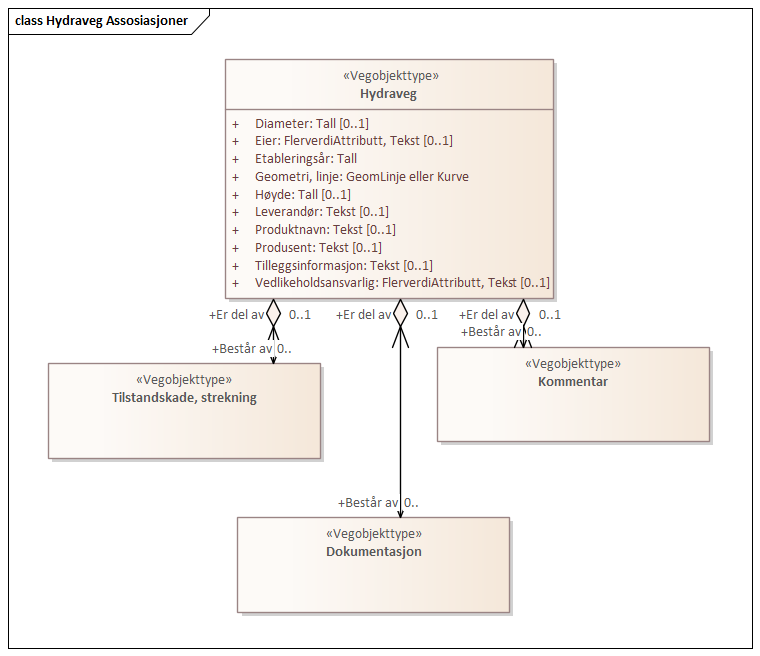 class Hydraveg Assosiasjoner
«Vegobjekttype»
Hydraveg
+ Diameter: Tall [0..1]
+ Eier: FlerverdiAttributt, Tekst [0..1]
+ Etableringsår: Tall
+ Geometri, linje: GeomLinje eller Kurve
+ Høyde: Tall [0..1]
+ Leverandør: Tekst [0..1]
+ Produktnavn: Tekst [0..1]
+ Produsent: Tekst [0..1]
+ Tilleggsinformasjon: Tekst [0..1]
+ Vedlikeholdsansvarlig: FlerverdiAttributt, Tekst [0..1]
+Er del av 0..1 +Er del av 0..1 +Er del av 0..1
+Består av 0..
+Består av 0..
«Vegobjekttype»
Kommentar
«Vegobjekttype»
Tilstandskade, strekning
+Består av 0..
«Vegobjekttype»
Dokumentasjon